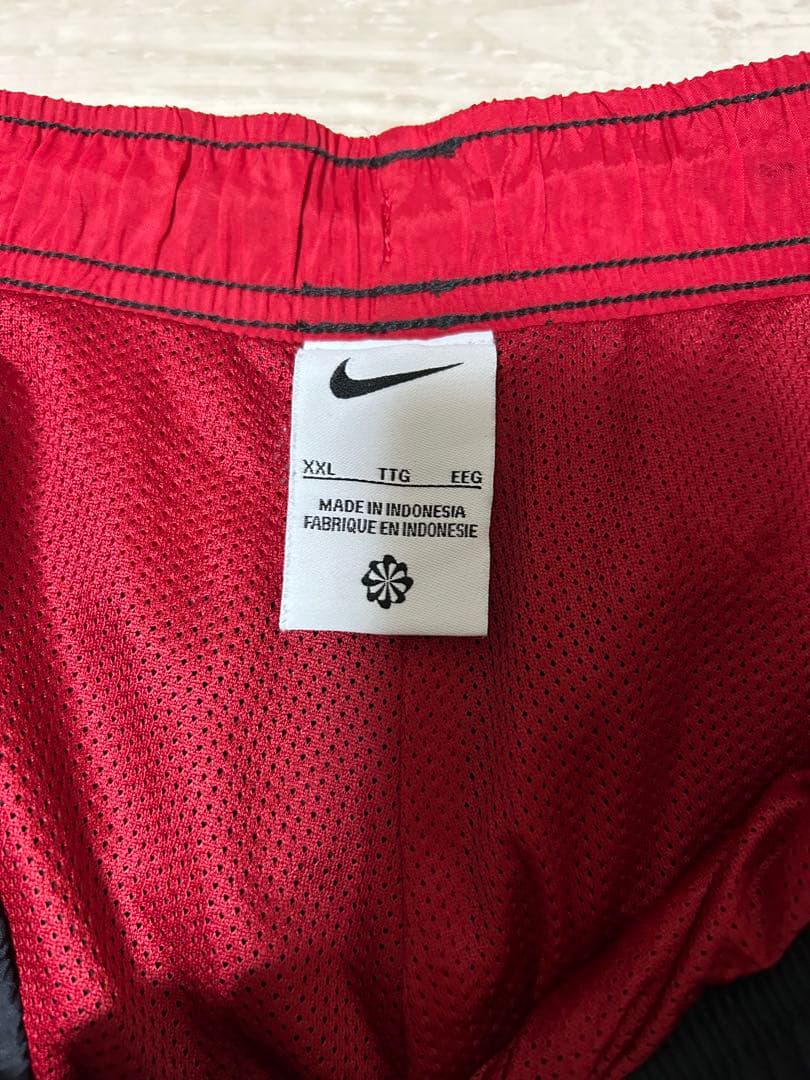 XXL TTG EEG
MADE IN INDONESIA
FABRIQUE EN INDONESIE